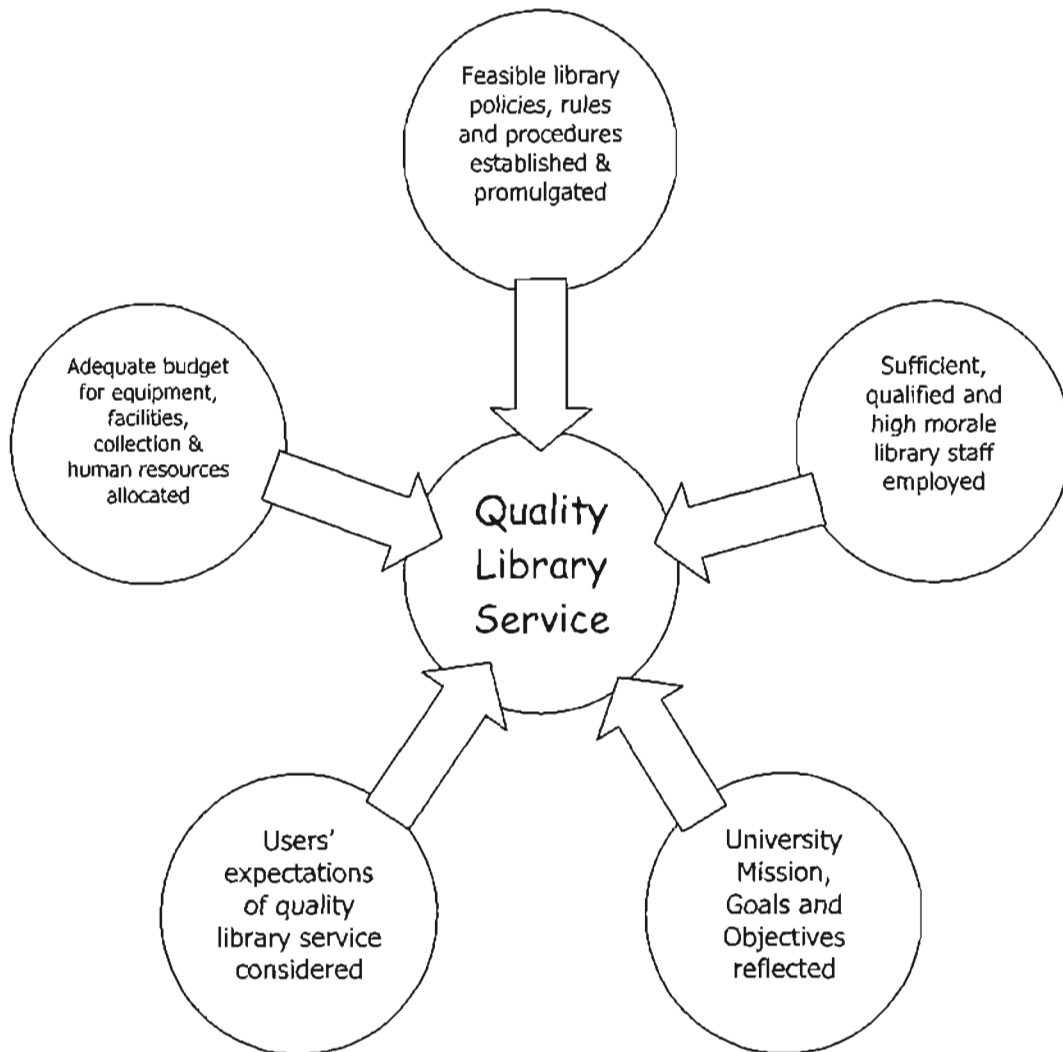 Feasible library
policies, rules
and procedures
established &
promulgated
Adequate budget
for equipment,
facilities,
collection &
human resources
allocated
Sufficient,
qualified and
high morale
library staff
employed
Quality
Library
Service
Users'
expectations
of quality
library service
considered
University
Mission,
Goals and
Objectives
reflected